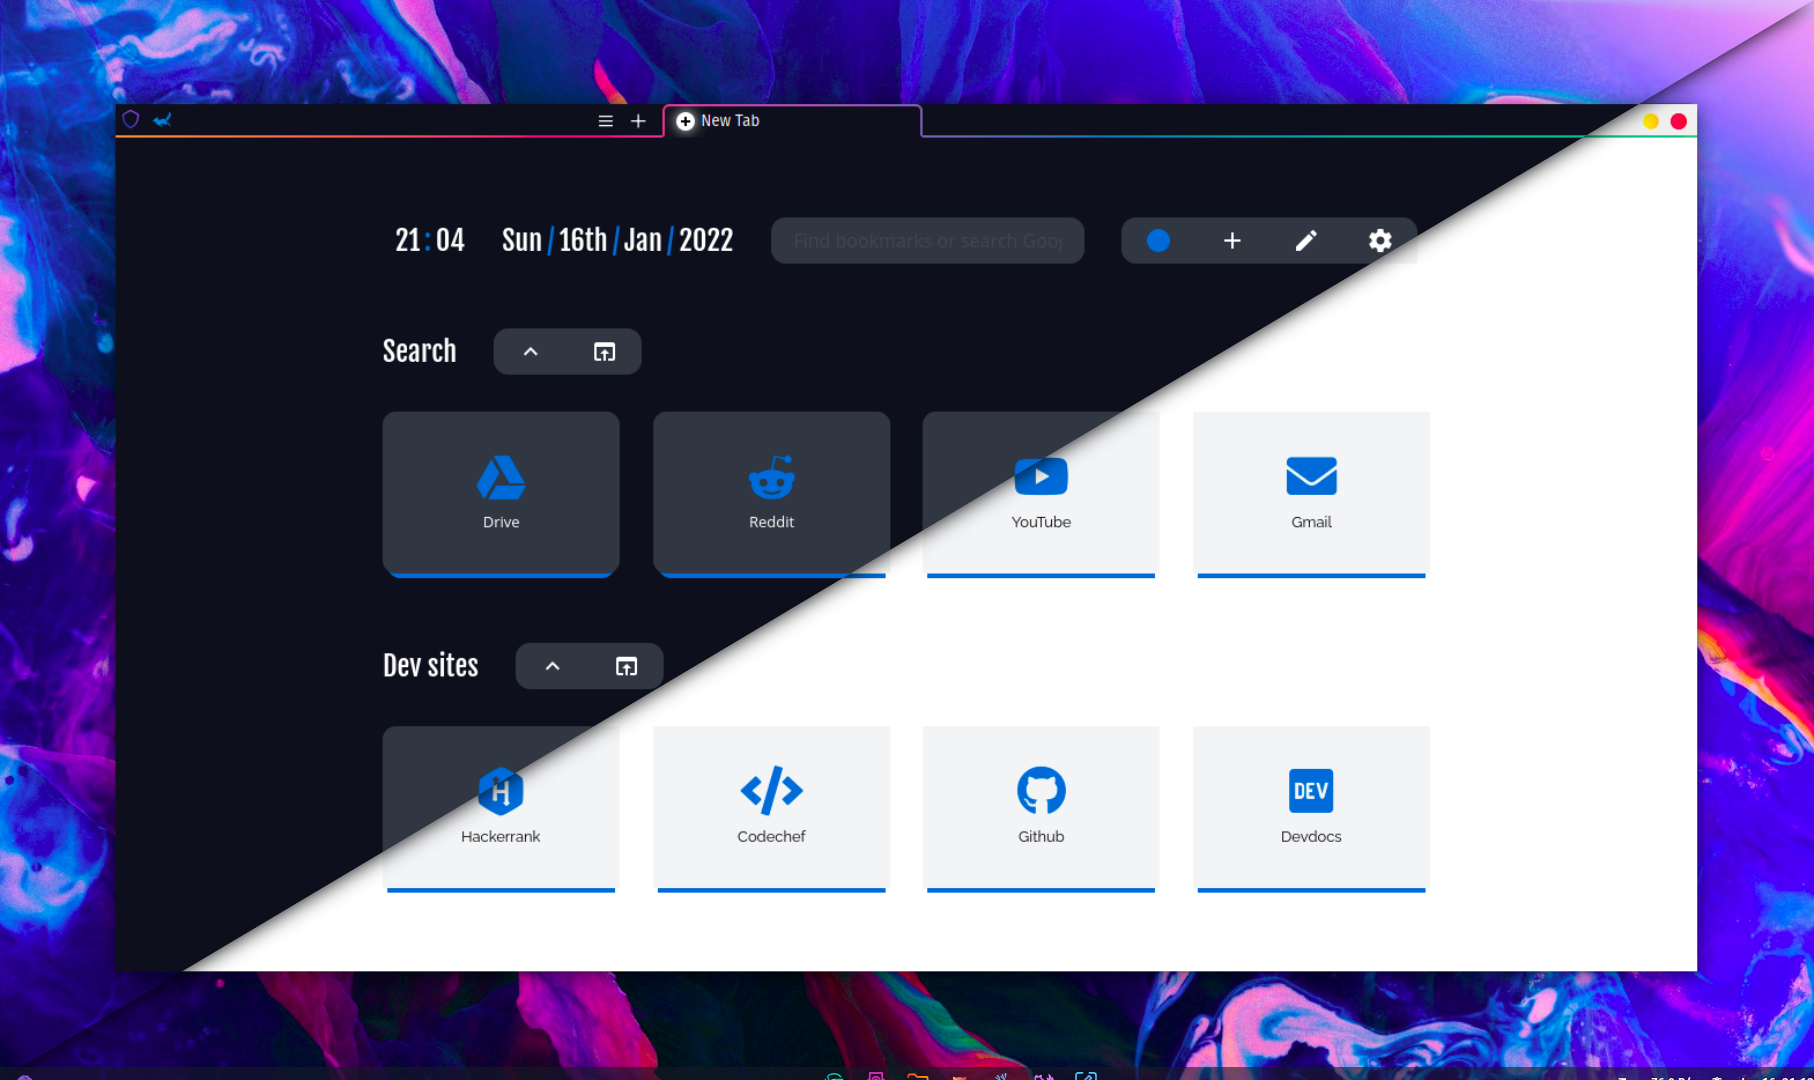 New Tab
21:04 Sun/16th/Jan/2022 Find bookmarks or search Goo
Search
Drive Reddit YouTube Gmail
Dev sites
H DEV
Hackerrank Codechef Github Devdocs